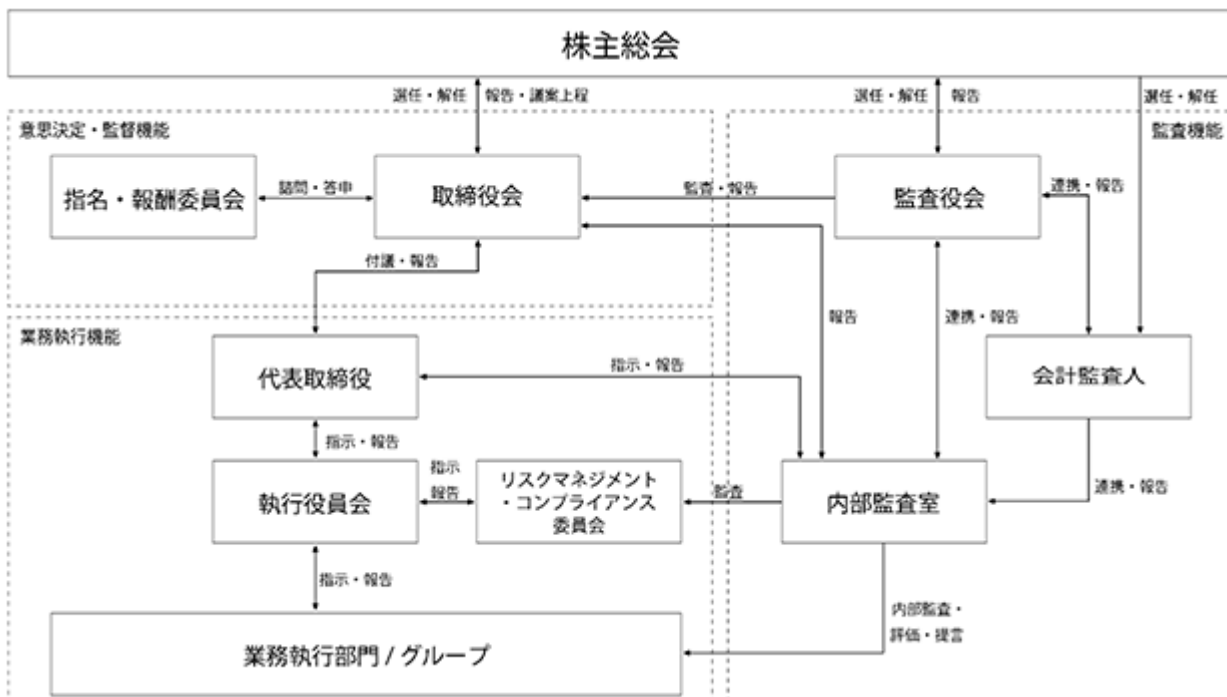 株主総会
選任・解任
報告・議案上程
選任・解任
報告
選任・解任
意思決定・監督機能
監査機能
指名・報酬委員会
諮問・答申
取締役会
監査・報告
監査役会
連携・報告
付議・報告
業務執行機能
報告
連携・報告
代表取締役
指示・報告
会計監査人
指示・報告
執行役員会
指示
報告
リスクマネジメント
・コンプライアンス
委員会
監査
内部監査室
連携・報告
指示・報告
内部監査・
評価・提言
業務執行部門 / グループ